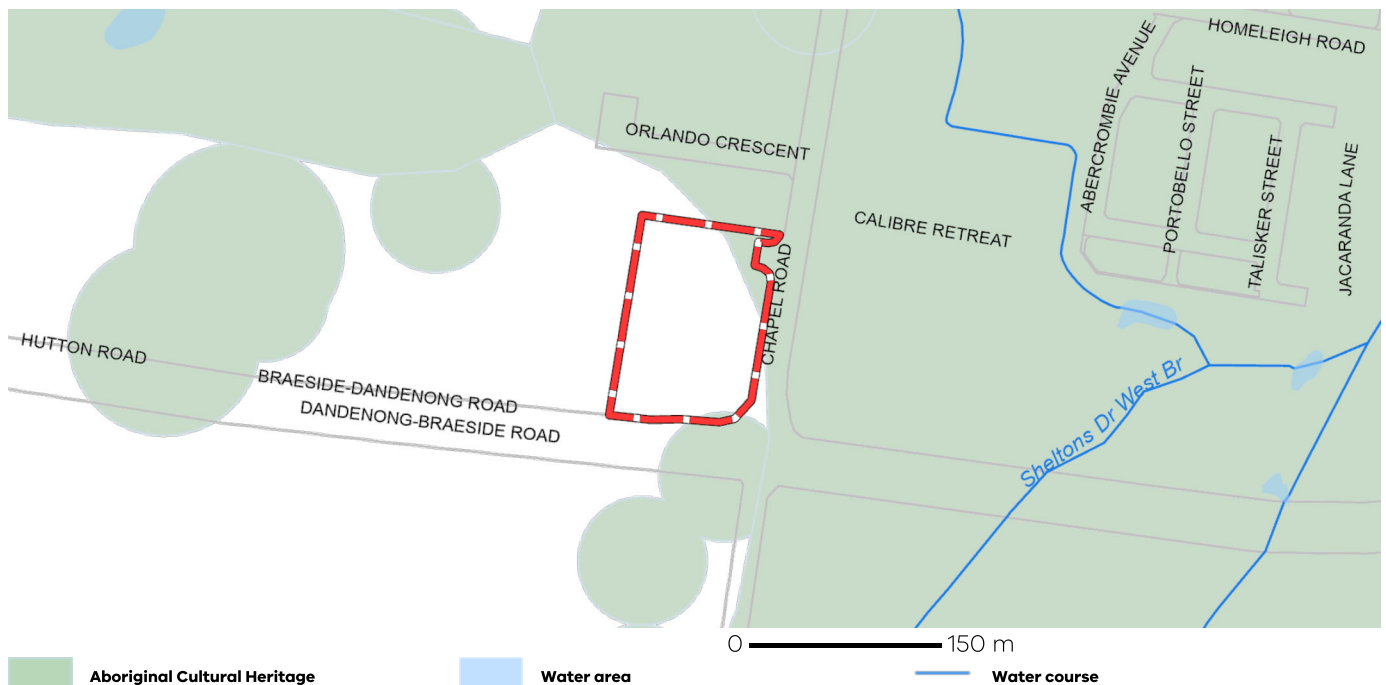 HOMELEIGH ROAD
ABERCROMBIE AVENUE
PORTOBELLO STREET
ORLANDO CRESCENT
TALISKER STREET
JACARANDA LANE
CALIBRE RETREAT
CHAPEL ROAD
HUTTON ROAD
BRAESIDE-DANDENONG ROAD
DANDENONG-BRAESIDE ROAD
Sheltons Dr West Br
0 150 m
Aboriginal Cultural Heritage
Water area
Water course